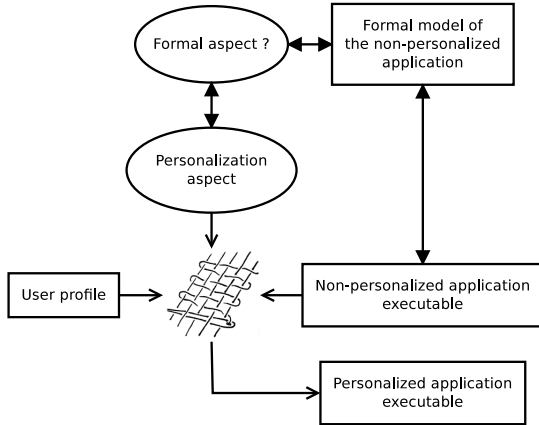 Formal aspect ?
Formal model of
the non-personalized
application
Personalization
aspect
User profile
Non-personalized application
executable
Personalized application
executable